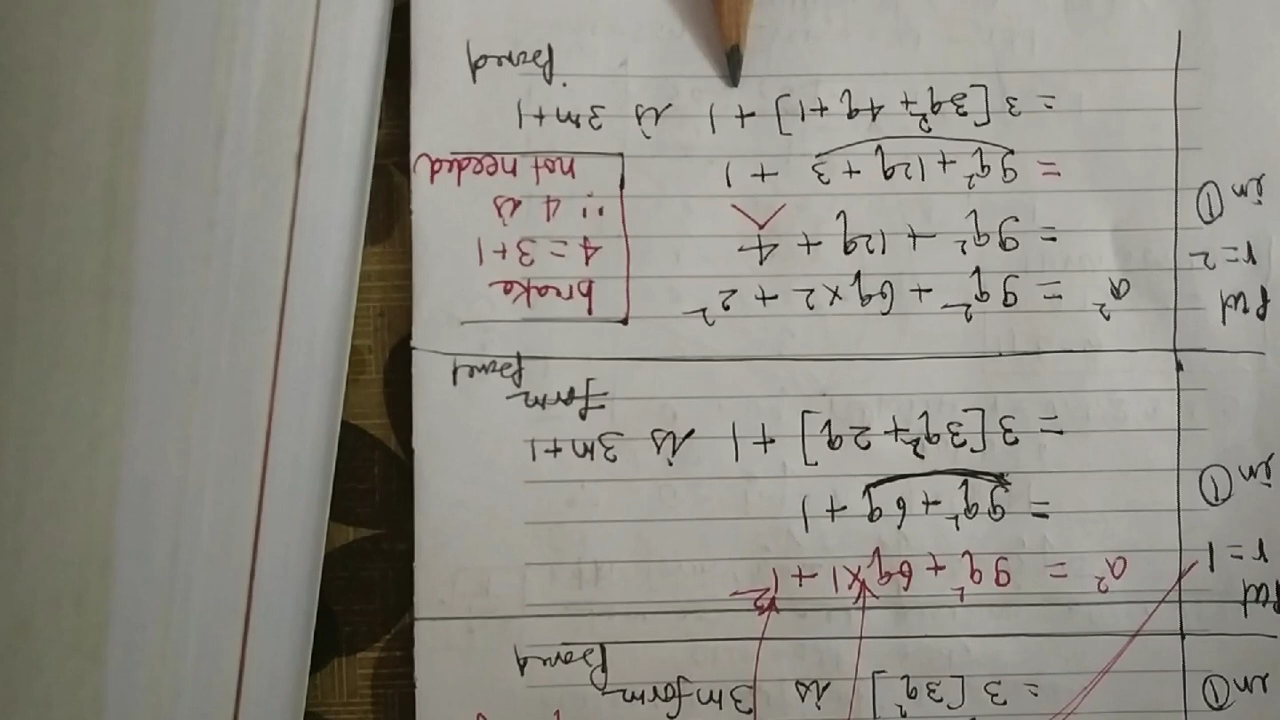 in ① = 3[3q²] is 3m form
Proved
Put r=1 in ①
a² = 9q² + 6q×1 + 1²
= 9q² + 6q + 1
= 3[3q² + 2q] + 1 is 3m+1
form
Proved
Put r=2 in ①
a² = 9q² + 6q×2 + 2²
= 9q² + 12q + 4
= 9q² + 12q + 3 + 1
brake
4 = 3+1
∵ 4 is
not needed
= 3[3q² + 4q + 1] + 1 is 3m+1
Proved